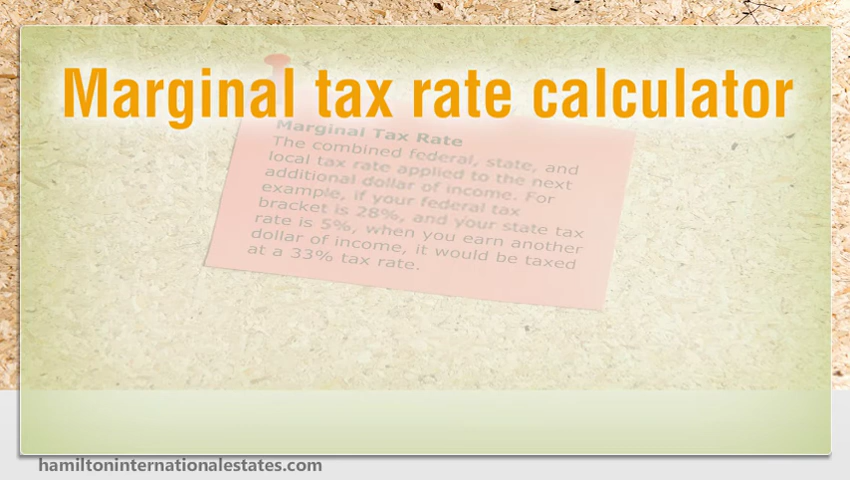 Marginal tax rate calculator
Marginal Tax Rate
The combined federal, state, and
local tax rate applied to the next
additional dollar of income. For
example, if your federal tax
bracket is 28%, and your state tax
rate is 5%, when you earn another
dollar of income, it would be taxed
at a 33% tax rate.
hamiltoninternationalestates.com